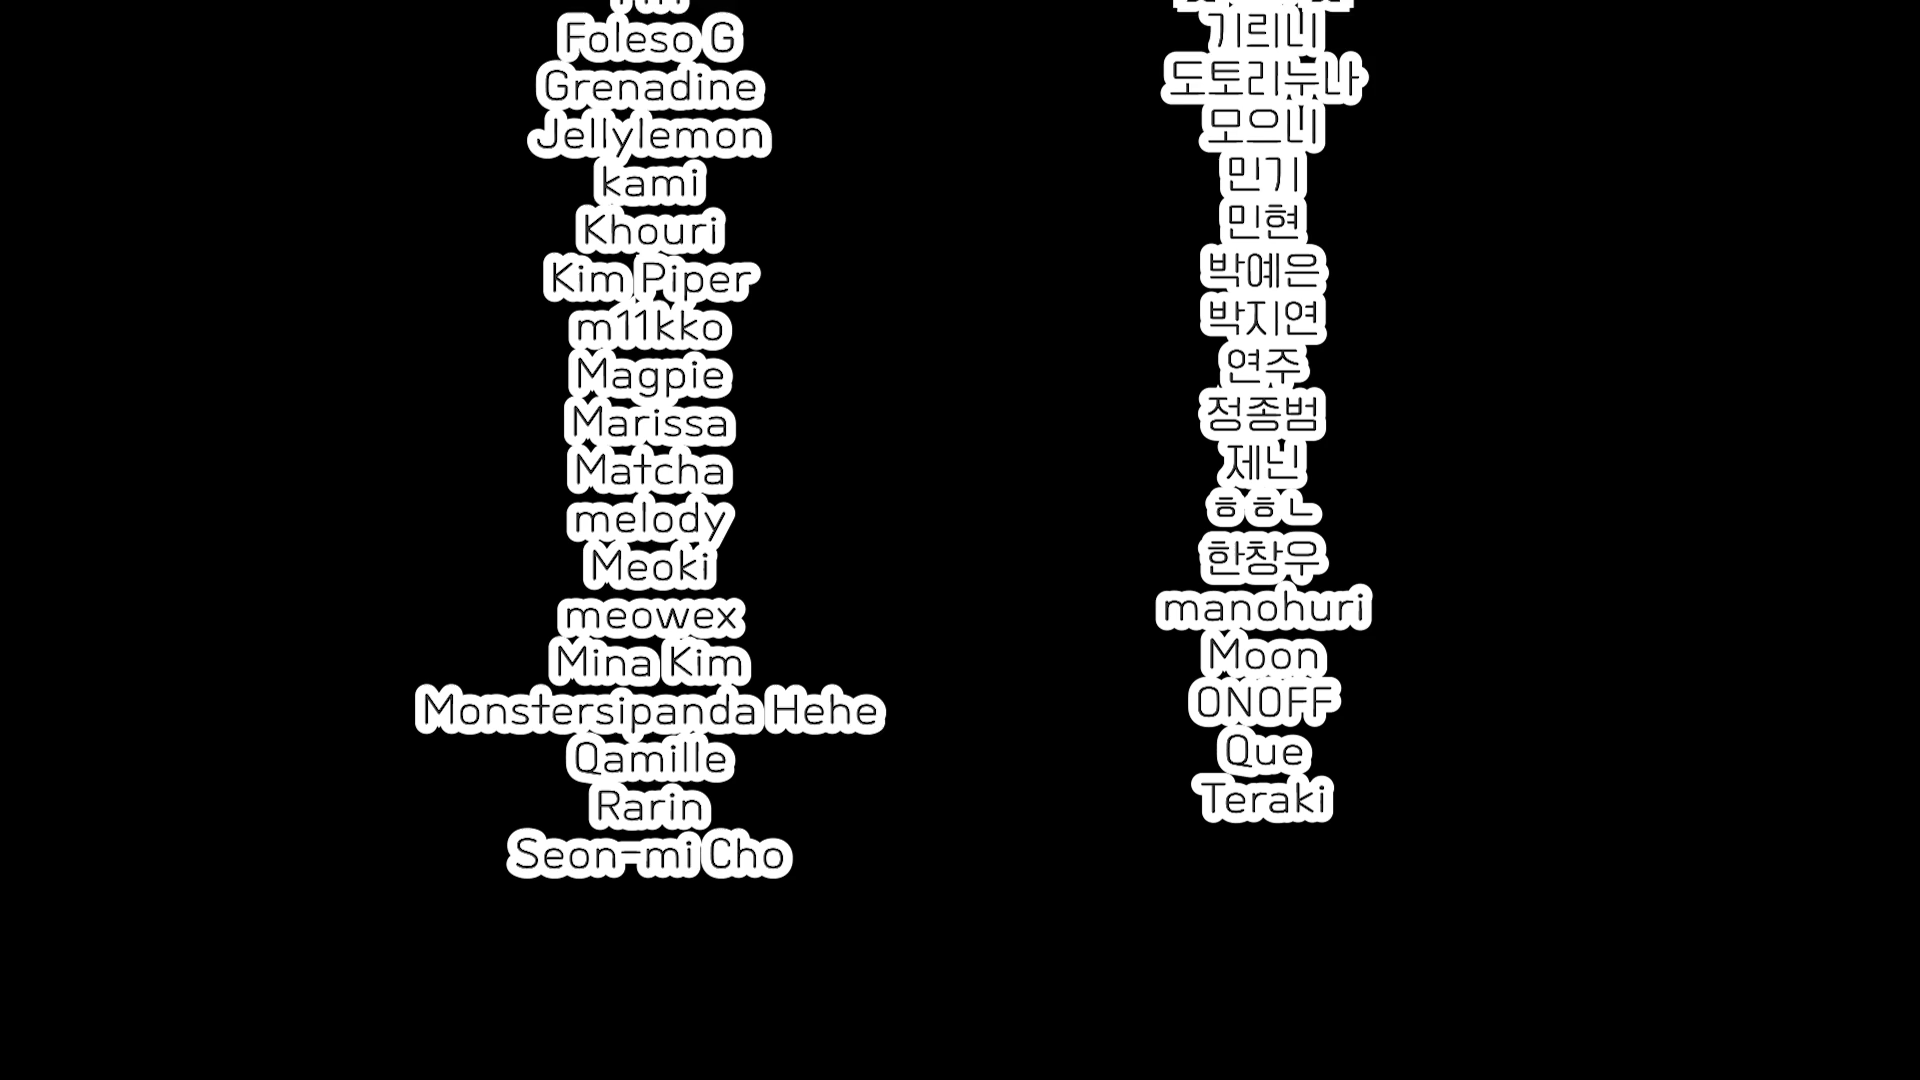 Foleso G
Grenadine
Jellylemon
kami
Khouri
Kim Piper
m11kko
Magpie
Marissa
Matcha
melody
Meoki
meowex
Mina Kim
Monstersipanda Hehe
Qamille
Rarin
Seon-mi Cho
기릐니
도토리누나
모으니
민기
민현
박예은
박지연
연주
정종범
제닌
ㅎㅎㄴ
한창우
manohuri
Moon
ONOFF
Que
Teraki